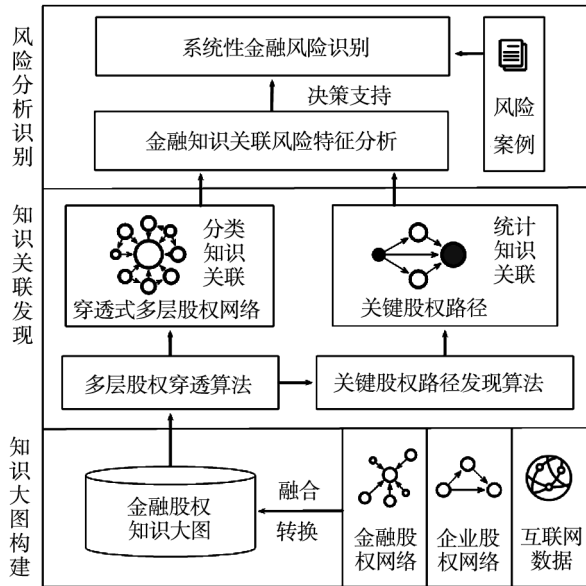 风险分析识别
系统性金融风险识别
决策支持
金融知识关联风险特征分析
风险
案例
知识关联发现
分类
知识
关联
穿透式多层股权网络
统计
知识
关联
关键股权路径
多层股权穿透算法
关键股权路径发现算法
知识大图构建
金融股权
知识大图
融合
转换
金融股
权网络
企业股
权网络
互联网
数据